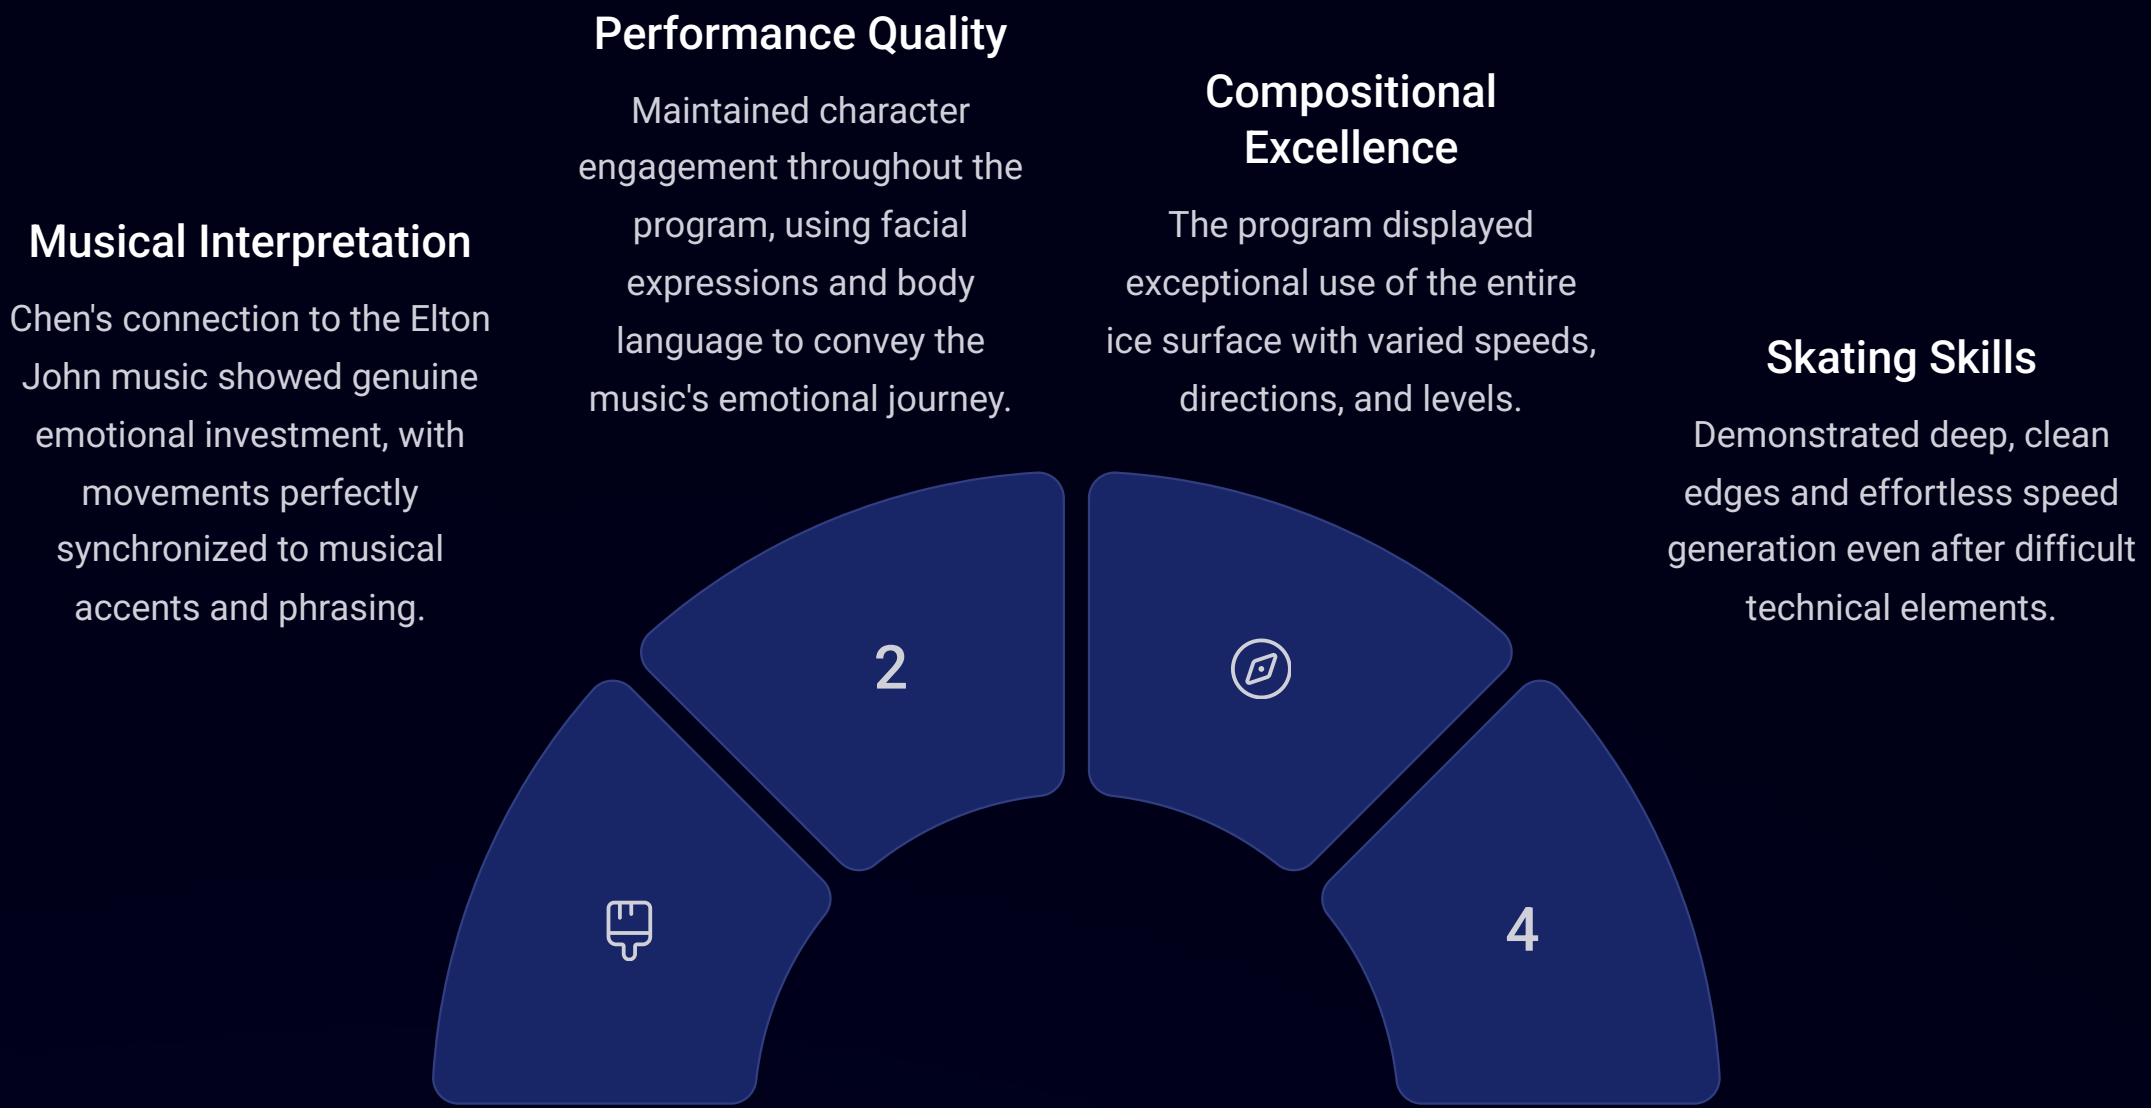 Musical Interpretation
Chen's connection to the Elton
John music showed genuine
emotional investment, with
movements perfectly
synchronized to musical
accents and phrasing.
Performance Quality
Maintained character
engagement throughout the
program, using facial
expressions and body
language to convey the
music's emotional journey.
Compositional
Excellence
The program displayed
exceptional use of the entire
ice surface with varied speeds,
directions, and levels.
Skating Skills
Demonstrated deep, clean
edges and effortless speed
generation even after difficult
technical elements.
2
4